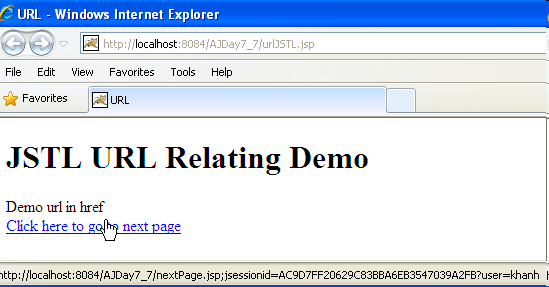 URL - Windows Internet Explorer
http://localhost:8084/AJDay7_7/urlJSTL.jsp
File Edit View Favorites Tools Help
Favorites URL
JSTL URL Relating Demo
Demo url in href
Click here to go to next page
http://localhost:8084/AJDay7_7/nextPage.jsp;jsessionid=AC9D7FF20629C83BBA6EB3547039A2FB?user=khanh